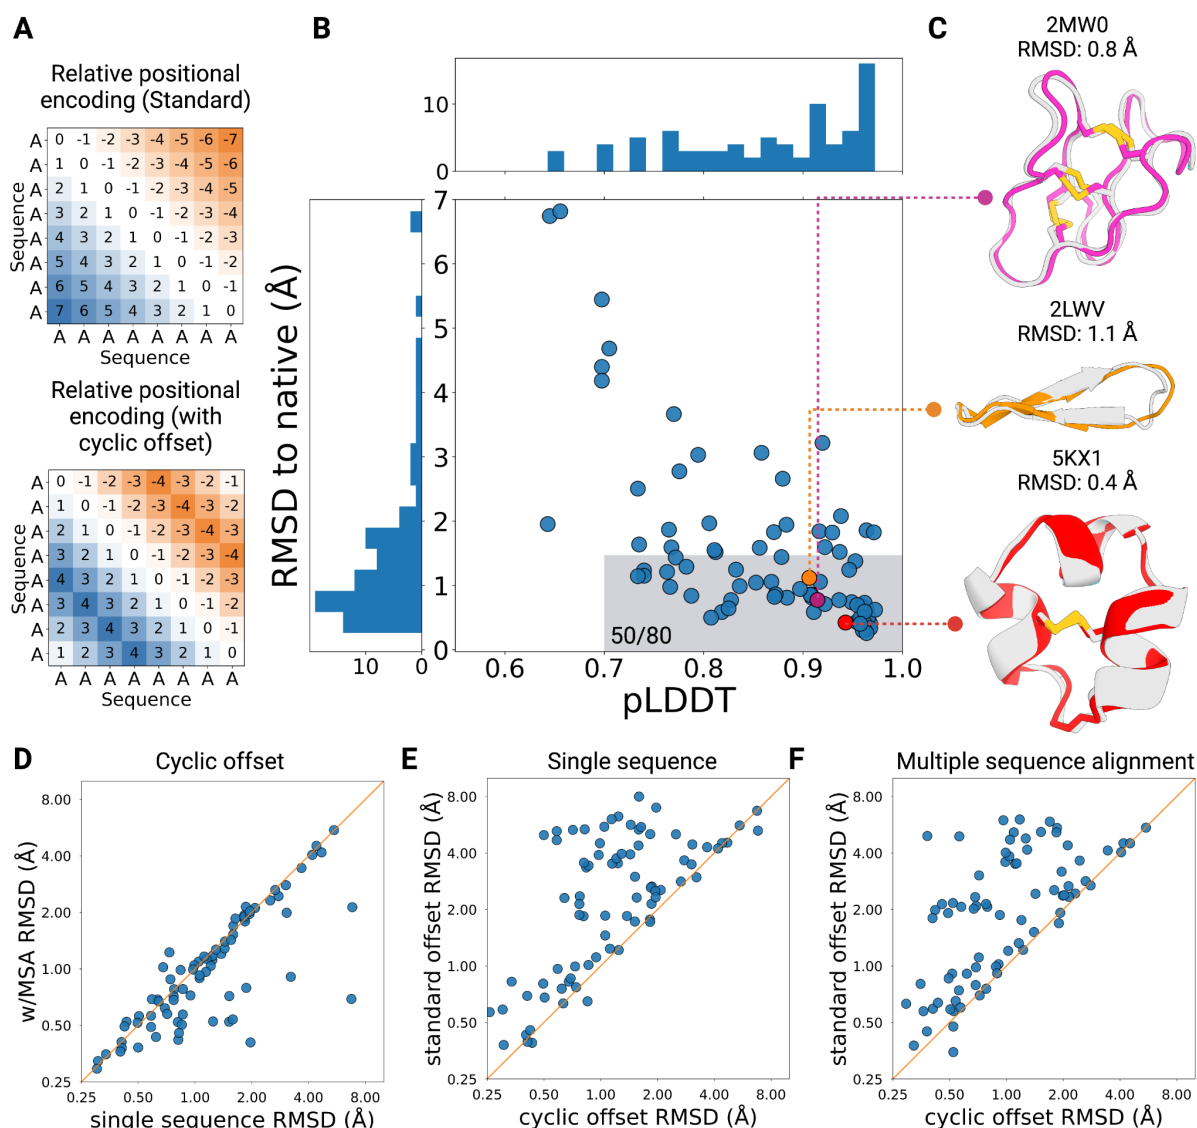 A
Relative positional
encoding (Standard)
A 0 -1 -2 -3 -4 -5 -6 -7
A 1 0 -1 -2 -3 -4 -5 -6
A 2 1 0 -1 -2 -3 -4 -5
A 3 2 1 0 -1 -2 -3 -4
A 4 3 2 1 0 -1 -2 -3
A 5 4 3 2 1 0 -1 -2
A 6 5 4 3 2 1 0 -1
A 7 6 5 4 3 2 1 0
A A A A A A A A
Sequence
Sequence
Relative positional
encoding (with
cyclic offset)
A 0 -1 -2 -3 -4 -3 -2 -1
A 1 0 -1 -2 -3 -4 -3 -2
A 2 1 0 -1 -2 -3 -4 -3
A 3 2 1 0 -1 -2 -3 -4
A 4 3 2 1 0 -1 -2 -3
A 3 4 3 2 1 0 -1 -2
A 2 3 4 3 2 1 0 -1
A 1 2 3 4 3 2 1 0
A A A A A A A A
Sequence
Sequence
B
10
0
7
6
5
4
3
2
1
0
RMSD to native (Å)
10 0
50/80
0.6 0.7 0.8 0.9 1.0
pLDDT
C
2MW0
RMSD: 0.8 Å
2LWV
RMSD: 1.1 Å
5KX1
RMSD: 0.4 Å
D
Cyclic offset
8.00
4.00
2.00
1.00
0.50
0.25
w/MSA RMSD (Å)
0.25 0.50 1.00 2.00 4.00 8.00
single sequence RMSD (Å)
E
Single sequence
8.00
4.00
2.00
1.00
0.50
0.25
standard offset RMSD (Å)
0.25 0.50 1.00 2.00 4.00 8.00
cyclic offset RMSD (Å)
F
Multiple sequence alignment
8.00
4.00
2.00
1.00
0.50
0.25
standard offset RMSD (Å)
0.25 0.50 1.00 2.00 4.00 8.00
cyclic offset RMSD (Å)